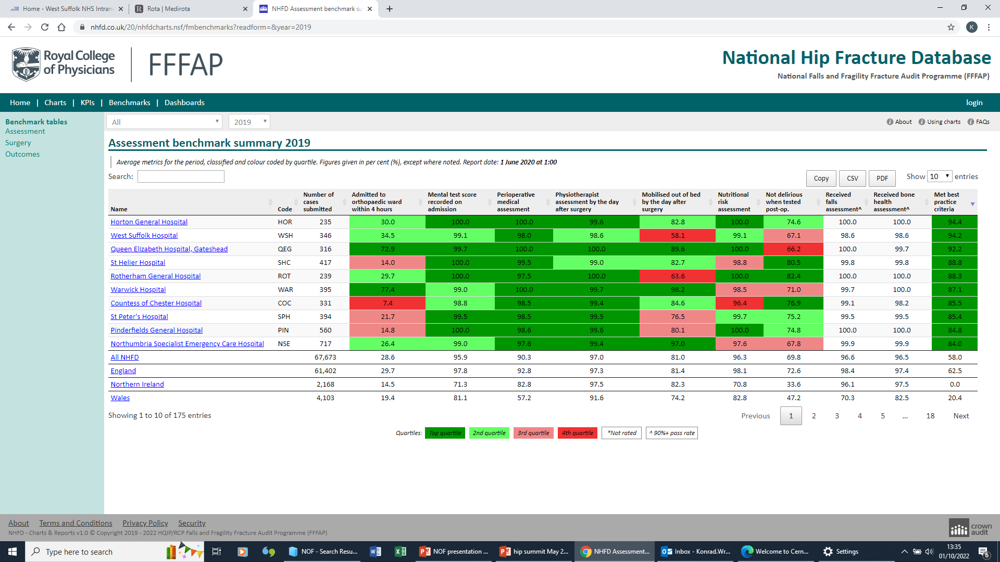 Home - West Suffolk NHS Intran
Rota | Medirota
NHFD Assessment benchmark su
nhfd.co.uk/20/nhfdcharts.nsf/fmbenchmarks?readform=&year=2019
K
Royal College of Physicians
FFFAP
National Hip Fracture Database
National Falls and Fragility Fracture Audit Programme (FFFAP)
Home | Charts | KPIs | Benchmarks | Dashboards
login
Benchmark tables
Assessment
Surgery
Outcomes
All
2019
About
Using charts
FAQs
Assessment benchmark summary 2019
Average metrics for the period, classified and colour coded by quartile. Figures given in per cent (%), except where noted. Report date: 1 June 2020 at 1:00
Search:
Copy
CSV
PDF
Show 10 entries
Name Code Number of cases submitted Admitted to orthopaedic ward within 4 hours Mental test score recorded on admission Perioperative medical assessment Physiotherapist assessment by the day after surgery Mobilised out of bed by the day after surgery Nutritional risk assessment Not delirious when tested post-op. Received falls assessment^ Received bone health assessment^ Met best practice criteria
Horton General Hospital HOR 235 30.0 100.0 100.0 99.6 82.8 100.0 74.6 100.0 100.0 94.4
West Suffolk Hospital WSH 346 34.5 99.1 98.0 98.6 58.1 99.1 67.1 98.6 98.6 94.2
Queen Elizabeth Hospital, Gateshead QEG 316 72.9 99.7 100.0 100.0 89.6 100.0 66.2 100.0 99.7 92.2
St Helier Hospital SHC 417 14.0 100.0 99.5 99.0 82.7 98.8 80.5 99.8 99.8 88.8
Rotherham General Hospital ROT 239 29.7 100.0 97.5 100.0 63.6 100.0 82.4 100.0 100.0 88.3
Warwick Hospital WAR 395 77.4 99.0 100.0 99.7 98.2 98.5 71.0 99.7 100.0 87.1
Countess of Chester Hospital COC 331 7.4 98.8 98.5 99.4 84.6 96.4 76.9 99.1 98.2 85.5
St Peter's Hospital SPH 394 21.7 99.5 98.5 99.5 76.5 99.7 75.2 99.5 99.5 85.4
Pinderfields General Hospital PIN 560 14.8 100.0 98.6 99.6 80.1 100.0 74.8 100.0 100.0 84.8
Northumbria Specialist Emergency Care Hospital NSE 717 26.4 99.0 97.6 99.4 97.0 97.6 67.8 99.9 99.9 84.0
All NHFD 67,673 28.6 95.9 90.3 97.0 81.0 96.3 69.8 96.6 96.5 58.0
England 61,402 29.7 97.8 92.8 97.3 81.4 98.1 72.6 98.4 97.4 62.5
Northern Ireland 2,168 14.5 71.3 82.8 97.5 82.3 70.8 33.6 96.1 97.5 0.0
Wales 4,103 19.4 81.1 57.2 91.6 74.2 82.8 47.2 70.3 82.5 20.4
Showing 1 to 10 of 175 entries
Previous 1 2 3 4 5 ... 18 Next
Quartiles: Top quartile 2nd quartile 3rd quartile 4th quartile *Not rated ^ 90%+ pass rate
About Terms and Conditions Privacy Policy Security
NHFD - Charts & Reports v1.0 © Copyright 2019 - 2022 HQIP/RCP Falls and Fragility Fracture Audit Programme (FFFAP)
crown audit
Type here to search
NOF - Search Resu...
NOF presentation ...
hip summit May 2...
NHFD Assessment...
Inbox - Konrad.Wr...
Welcome to Cern...
Settings
13:35
01/10/2022
6